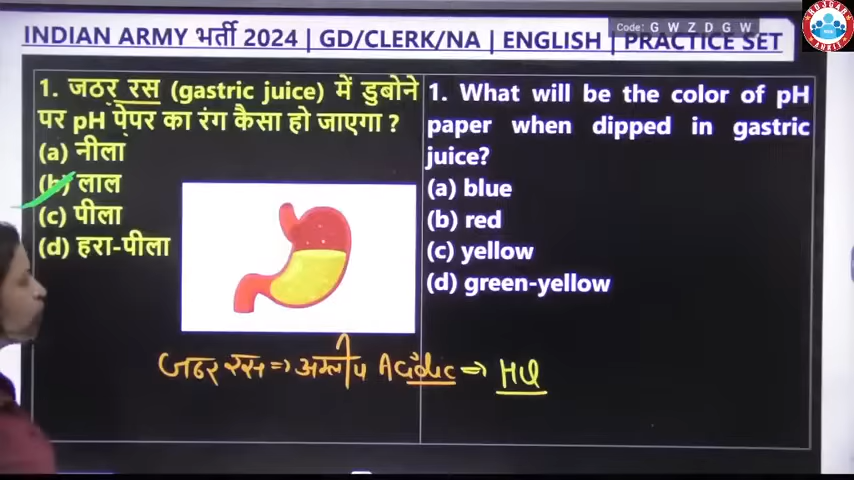 Code: G W Z D G W
INDIAN ARMY भर्ती 2024 | GD/CLERK/NA | ENGLISH | PRACTICE SET
1. जठर रस (gastric juice) में डुबोने
पर pH पेपर का रंग कैसा हो जाएगा ?
(a) नीला
(b) लाल
(c) पीला
(d) हरा-पीला
1. What will be the color of pH
paper when dipped in gastric
juice?
(a) blue
(b) red
(c) yellow
(d) green-yellow
जठर रस ⇒ अम्लीय Acidic ⇒ HCl